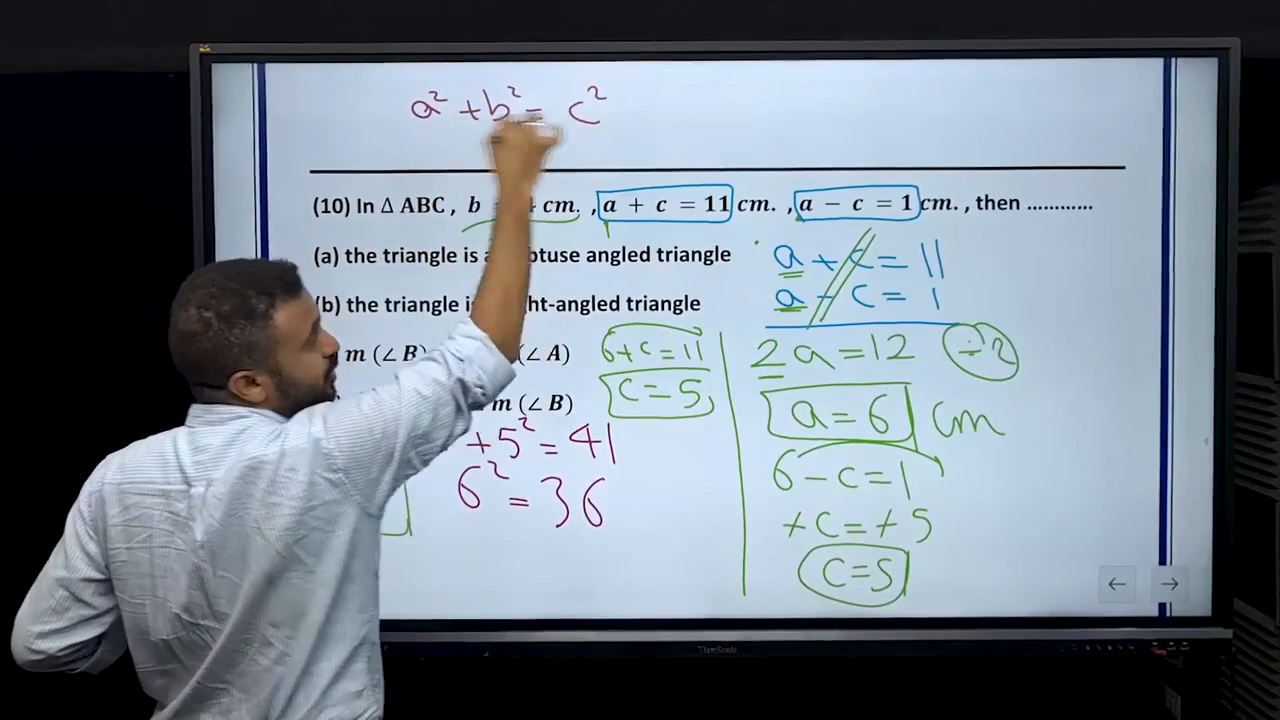 a² + b² = c²
(10) In Δ ABC , b cm. , a + c = 11 cm. , a − c = 1 cm. , then ............
(a) the triangle is angled triangle
(b) the triangle -angled triangle
m (∠ B) (∠ A)
m (∠ B)
a + c = 11
a - c = 1
2a = 12 ÷2
a = 6 cm
6 - c = 1
+c = +5
c = 5
6+c = 11
c = 5
+5² = 41
6² = 36
ViewSonic